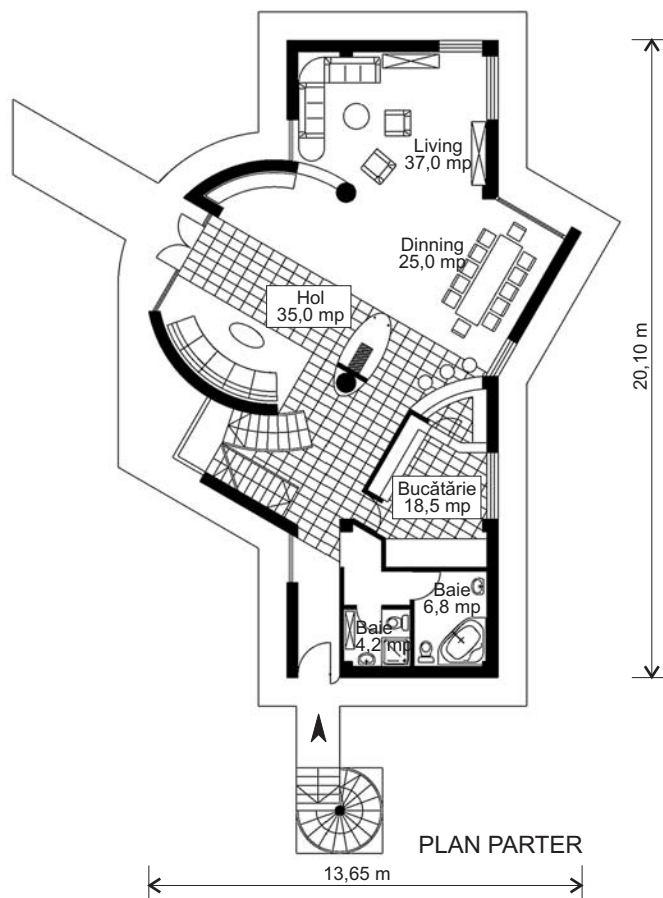 Living
37,0 mp
Dinning
25,0 mp
Hol
35,0 mp
20,10 m
Bucătărie
18,5 mp
Baie
6,8 mp
Baie
4,2 mp
PLAN PARTER
13,65 m